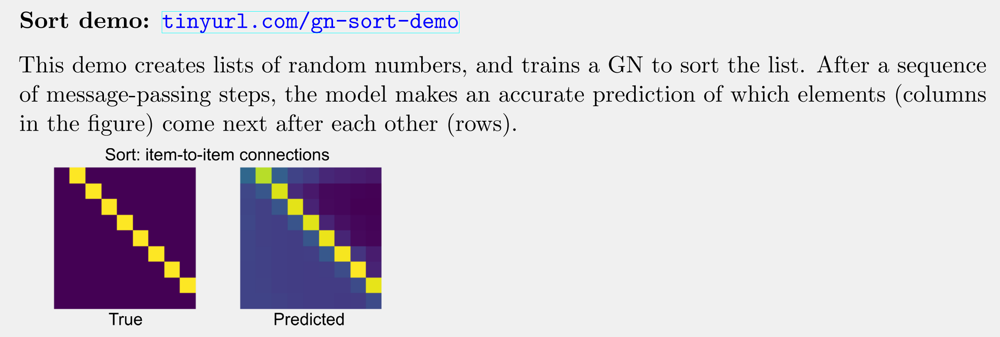 Sort demo: tinyurl.com/gn-sort-demo
This demo creates lists of random numbers, and trains a GN to sort the list. After a sequence
of message-passing steps, the model makes an accurate prediction of which elements (columns
in the figure) come next after each other (rows).
Sort: item-to-item connections
True
Predicted